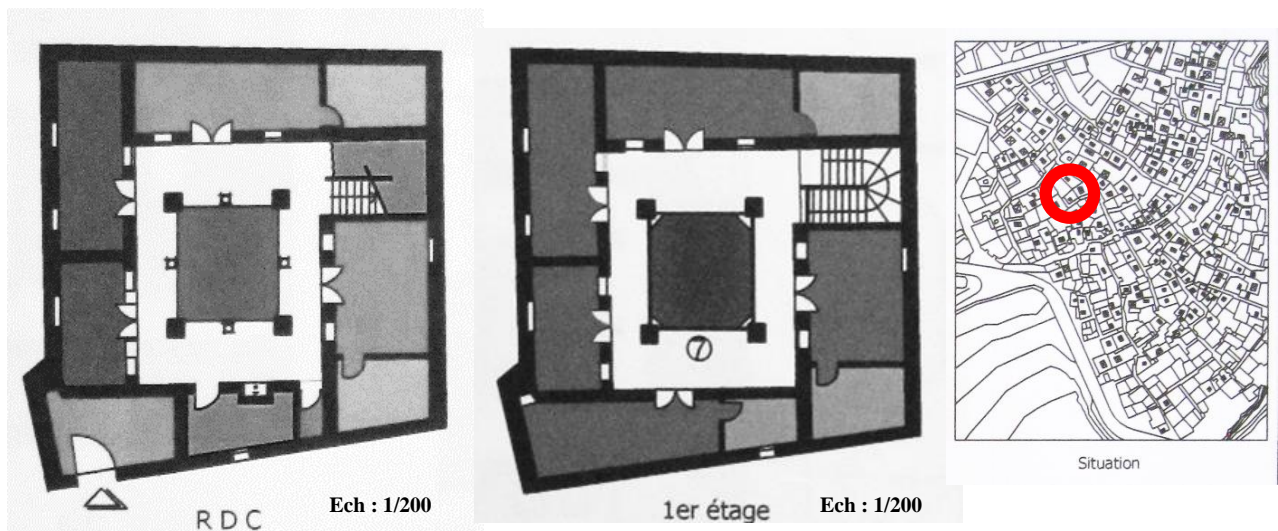 RDC
Ech : 1/200
7
1er étage
Ech : 1/200
Situation